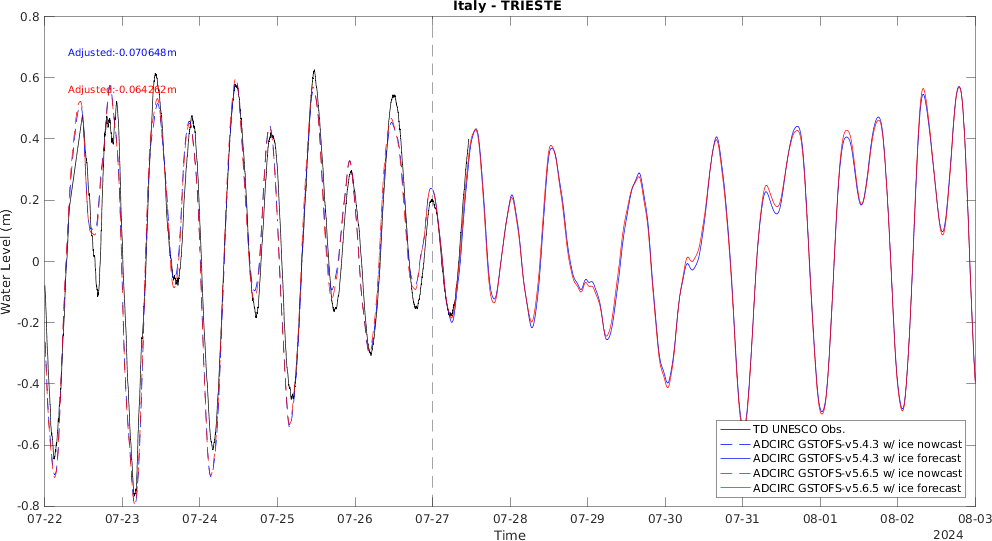 Italy - TRIESTE
Adjusted:-0.070648m
Adjusted:-0.064262m
Water Level (m)
0.8
0.6
0.4
0.2
0
-0.2
-0.4
-0.6
-0.8
TD UNESCO Obs.
ADCIRC GSTOFS-v5.4.3 w/ ice nowcast
ADCIRC GSTOFS-v5.4.3 w/ ice forecast
ADCIRC GSTOFS-v5.6.5 w/ ice nowcast
ADCIRC GSTOFS-v5.6.5 w/ ice forecast
07-22 07-23 07-24 07-25 07-26 07-27 07-28 07-29 07-30 07-31 08-01 08-02 08-03
Time
2024